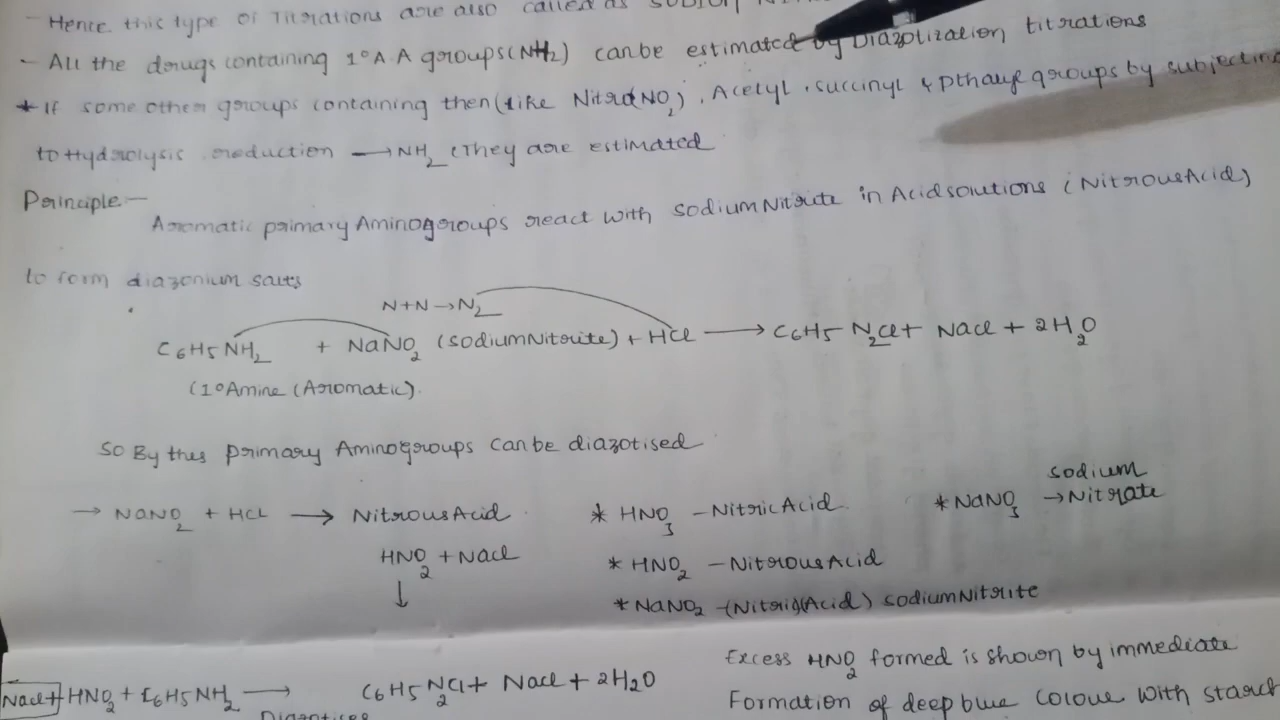 - Hence this type of Titrations are also called as
- All the drugs containing 1°A.A groups (NH2) can be estimated by Diazotization titrations
* If some other groups containing then (like Nitro(NO2), Acetyl, succinyl & pthalyl groups by subjecting
to Hydrolysis reduction → NH2 (They are estimated
Principle:-
Aromatic primary Aminogroups react with sodium Nitrite in Acid solutions (Nitrous Acid)
to form diazonium salts
N+N→N2
C6H5NH2 + NaNO2 (sodium Nitrite) + HCl → C6H5 N2Cl + NaCl + 2H2O
(1°Amine (Aromatic).
So By this primary Aminogroups can be diazotised
sodium
→ NaNO2 + HCl → Nitrous Acid * HNO3 - Nitric Acid * NaNO3 → Nitrate
HNO2 + NaCl * HNO2 - Nitrous Acid
↓ * NaNO2 - (Nitric(Acid) sodium Nitrite
Excess HNO2 formed is shown by immediate
NaCl + HNO2 + C6H5NH2 → C6H5N2Cl + NaCl + 2H2O
Formation of deep blue colour with starch